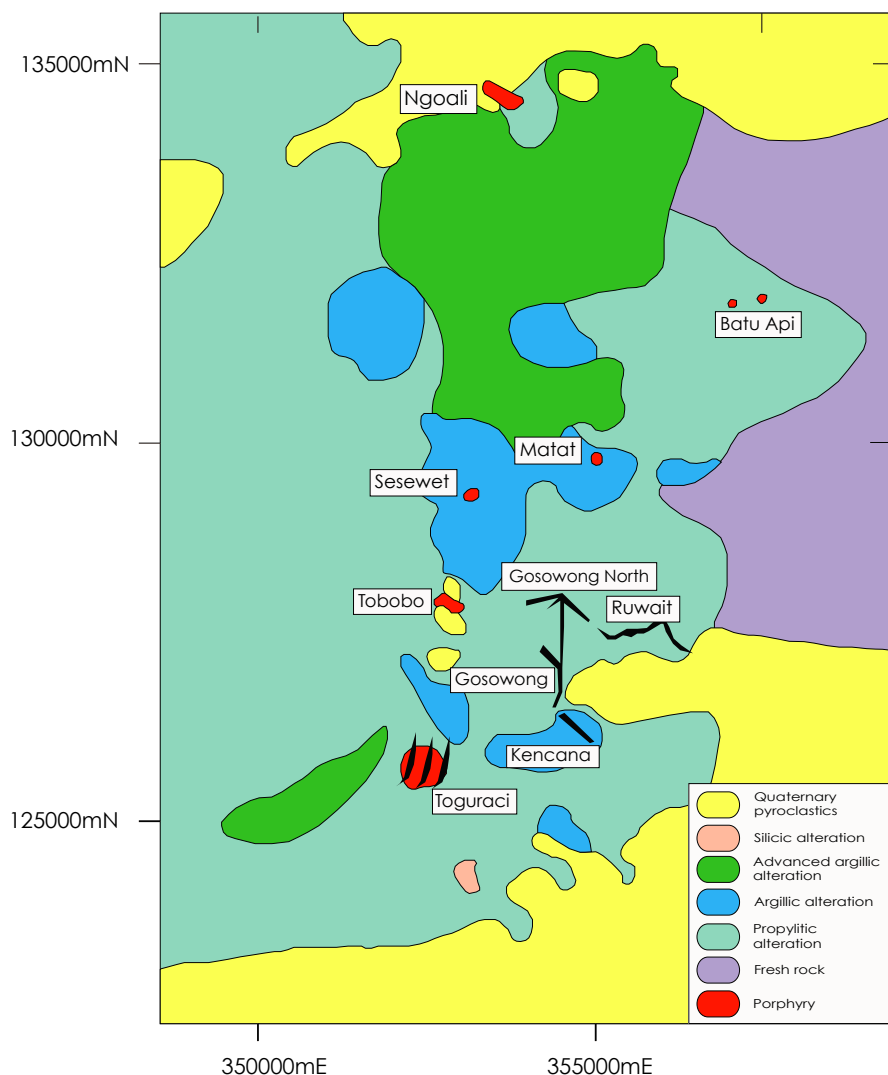 135000mN
Ngoali
Batu Api
130000mN
Matat
Sesewet
Gosowong North
Tobobo
Ruwait
Gosowong
Kencana
Toguraci
125000mN
Quaternary
pyroclastics
Silicic alteration
Advanced argillic
alteration
Argillic alteration
Propylitic
alteration
Fresh rock
Porphyry
350000mE
355000mE